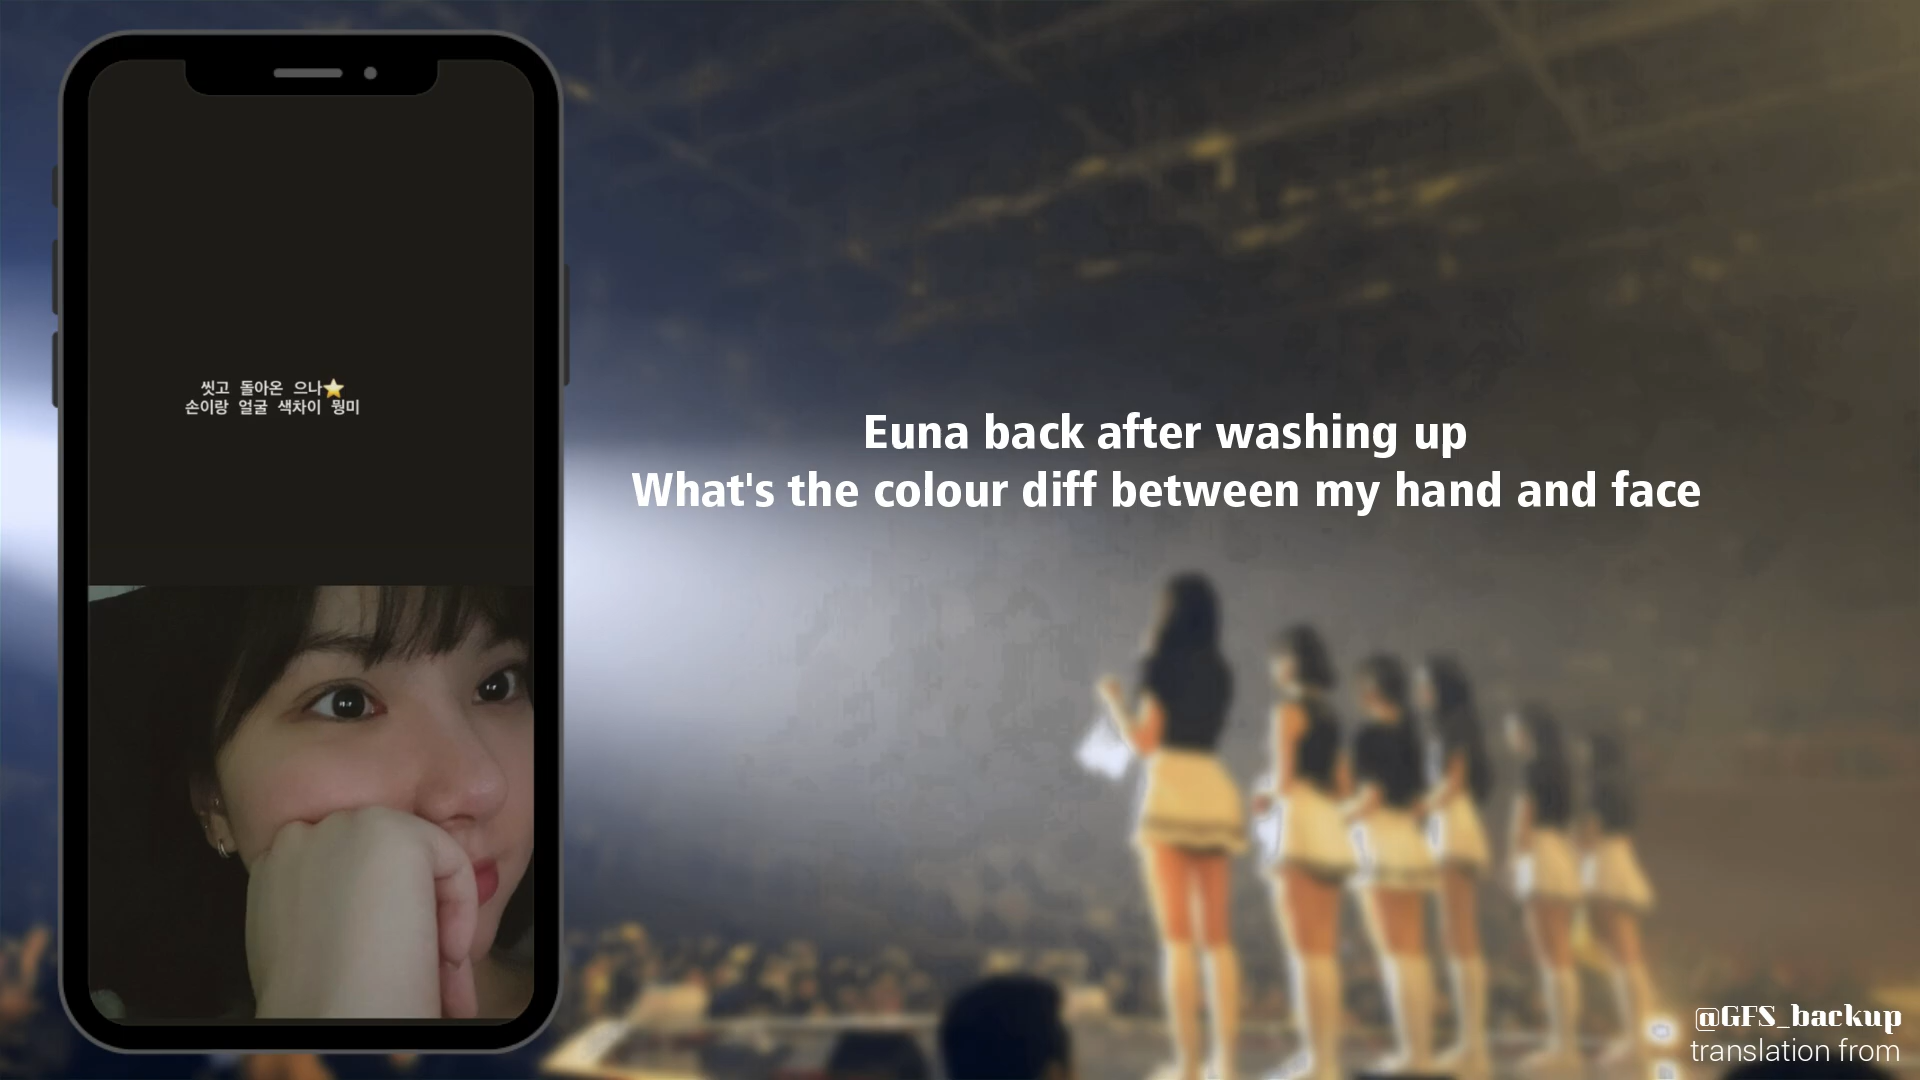 씻고 돌아온 으나⭐
손이랑 얼굴 색차이 뭥미
Euna back after washing up
What's the colour diff between my hand and face
@GFS_backup
translation from